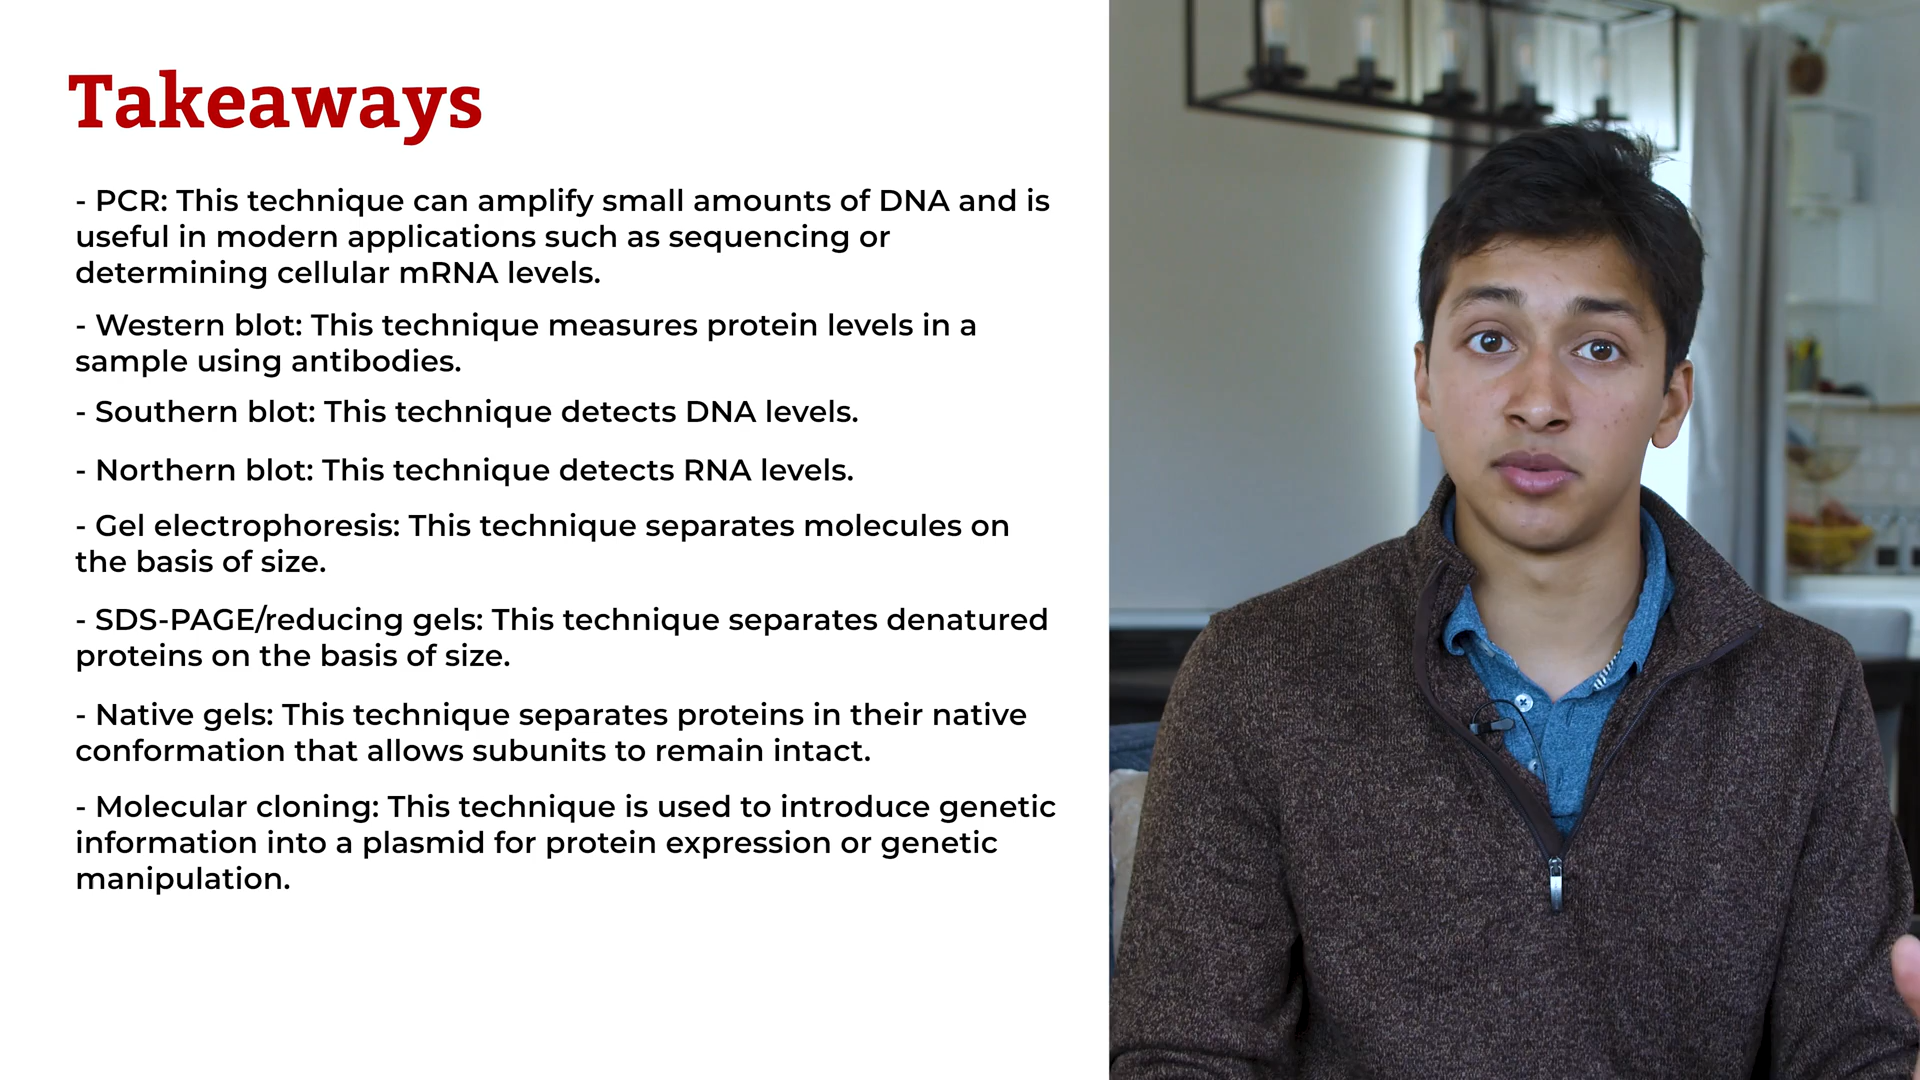 Takeaways
- PCR: This technique can amplify small amounts of DNA and is
useful in modern applications such as sequencing or
determining cellular mRNA levels.
- Western blot: This technique measures protein levels in a
sample using antibodies.
- Southern blot: This technique detects DNA levels.
- Northern blot: This technique detects RNA levels.
- Gel electrophoresis: This technique separates molecules on
the basis of size.
- SDS-PAGE/reducing gels: This technique separates denatured
proteins on the basis of size.
- Native gels: This technique separates proteins in their native
conformation that allows subunits to remain intact.
- Molecular cloning: This technique is used to introduce genetic
information into a plasmid for protein expression or genetic
manipulation.